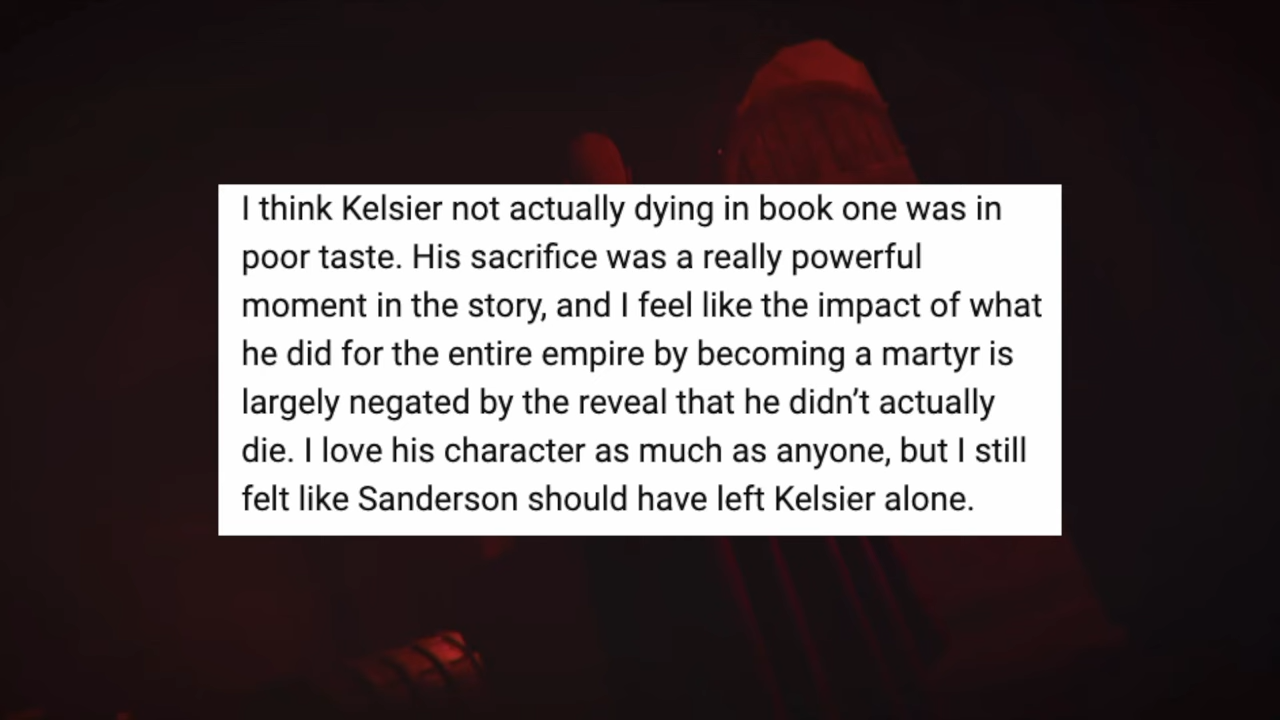 I think Kelsier not actually dying in book one was in
poor taste. His sacrifice was a really powerful
moment in the story, and I feel like the impact of what
he did for the entire empire by becoming a martyr is
largely negated by the reveal that he didn’t actually
die. I love his character as much as anyone, but I still
felt like Sanderson should have left Kelsier alone.